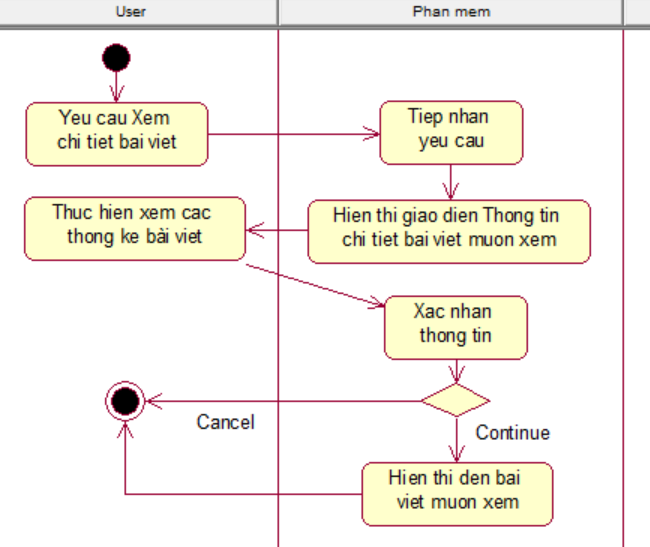 User
Phan mem
Yeu cau Xem
chi tiet bai viet
Tiep nhan
yeu cau
Thuc hien xem cac
thong ke bài viet
Hien thi giao dien Thong tin
chi tiet bai viet muon xem
Xac nhan
thong tin
Cancel
Continue
Hien thi den bai
viet muon xem